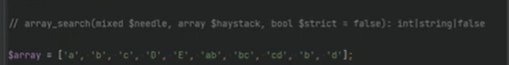 // array_search(mixed $needle, array $haystack, bool $strict = false): int|string|false
$array = ['a', 'b', 'c', 'D', 'E', 'ab', 'bc', 'cd', 'b', 'd'];